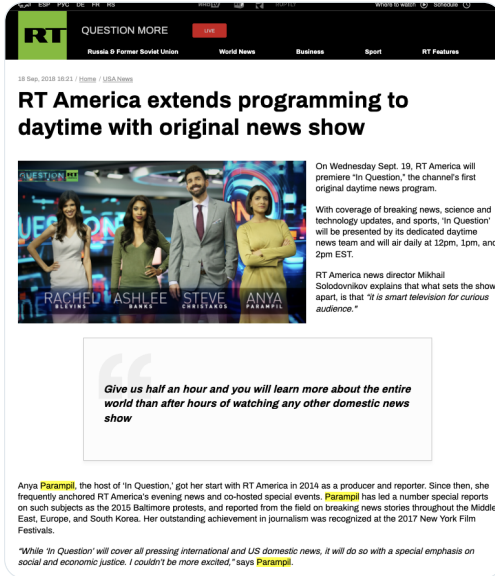 ESP РУС DE FR RS
RUPTLY
Where to watch Schedule
RT
QUESTION MORE
LIVE
Russia & Former Soviet Union World News Business Sport RT Features
18 Sep, 2018 16:21 / Home / USA News
RT America extends programming to
daytime with original news show
QUESTION RT
RACHEL ASHLEE STEVE ANYA
BLEVINS BANKS CHRISTAKOS PARAMPIL
On Wednesday Sept. 19, RT America will
premiere “In Question,” the channel’s first
original daytime news program.
With coverage of breaking news, science and
technology updates, and sports, ‘In Question’
will be presented by its dedicated daytime
news team and will air daily at 12pm, 1pm, and
2pm EST.
RT America news director Mikhail
Solodovnikov explains that what sets the show
apart, is that “it is smart television for curious
audience.”
Give us half an hour and you will learn more about the entire
world than after hours of watching any other domestic news
show
Anya Parampil, the host of ‘In Question,’ got her start with RT America in 2014 as a producer and reporter. Since then, she
frequently anchored RT America’s evening news and co-hosted special events. Parampil has led a number special reports
on such subjects as the 2015 Baltimore protests, and reported from the field on breaking news stories throughout the Middle
East, Europe, and South Korea. Her outstanding achievement in journalism was recognized at the 2017 New York Film
Festivals.
“While ‘In Question’ will cover all pressing international and US domestic news, it will do so with a special emphasis on
social and economic justice. I couldn’t be more excited,” says Parampil.